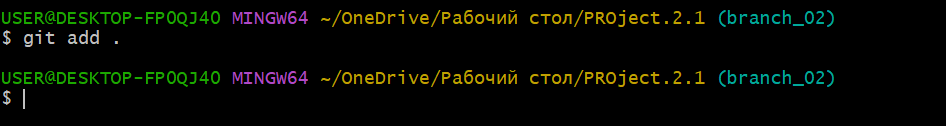 USER@DESKTOP-FP0QJ40 MINGW64 ~/OneDrive/Рабочий стол/PROject.2.1 (branch_02)
$ git add .
USER@DESKTOP-FP0QJ40 MINGW64 ~/OneDrive/Рабочий стол/PROject.2.1 (branch_02)
$